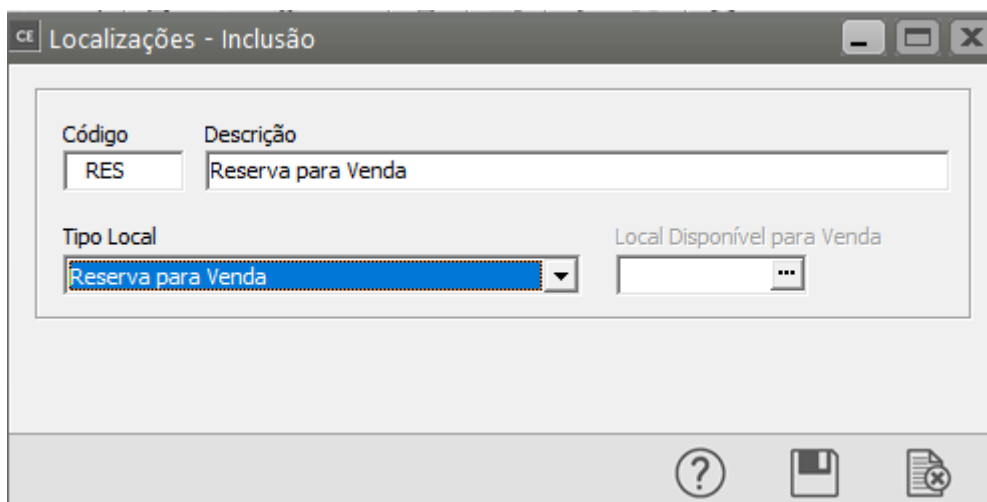 CE Localizações - Inclusão
Código Descrição
RES Reserva para Venda
Tipo Local Local Disponível para Venda
Reserva para Venda ...
?